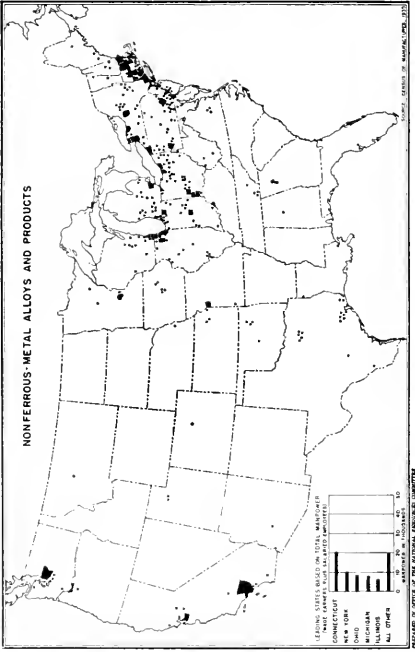 NONFERROUS-METAL ALLOYS AND PRODUCTS
LEADING STATES BASED ON TOTAL MANPOWER
(WAGE EARNERS PLUS SALARIED EMPLOYEES)
CONNECTICUT
NEW YORK
OHIO
MICHIGAN
ILLINOIS
ALL OTHER
0 10 20 30 40 50
MANPOWER IN THOUSANDS
SOURCE: CENSUS OF MANUFACTURES, 1935
PREPARED IN OFFICE OF THE NATIONAL RESOURCES COMMITTEE